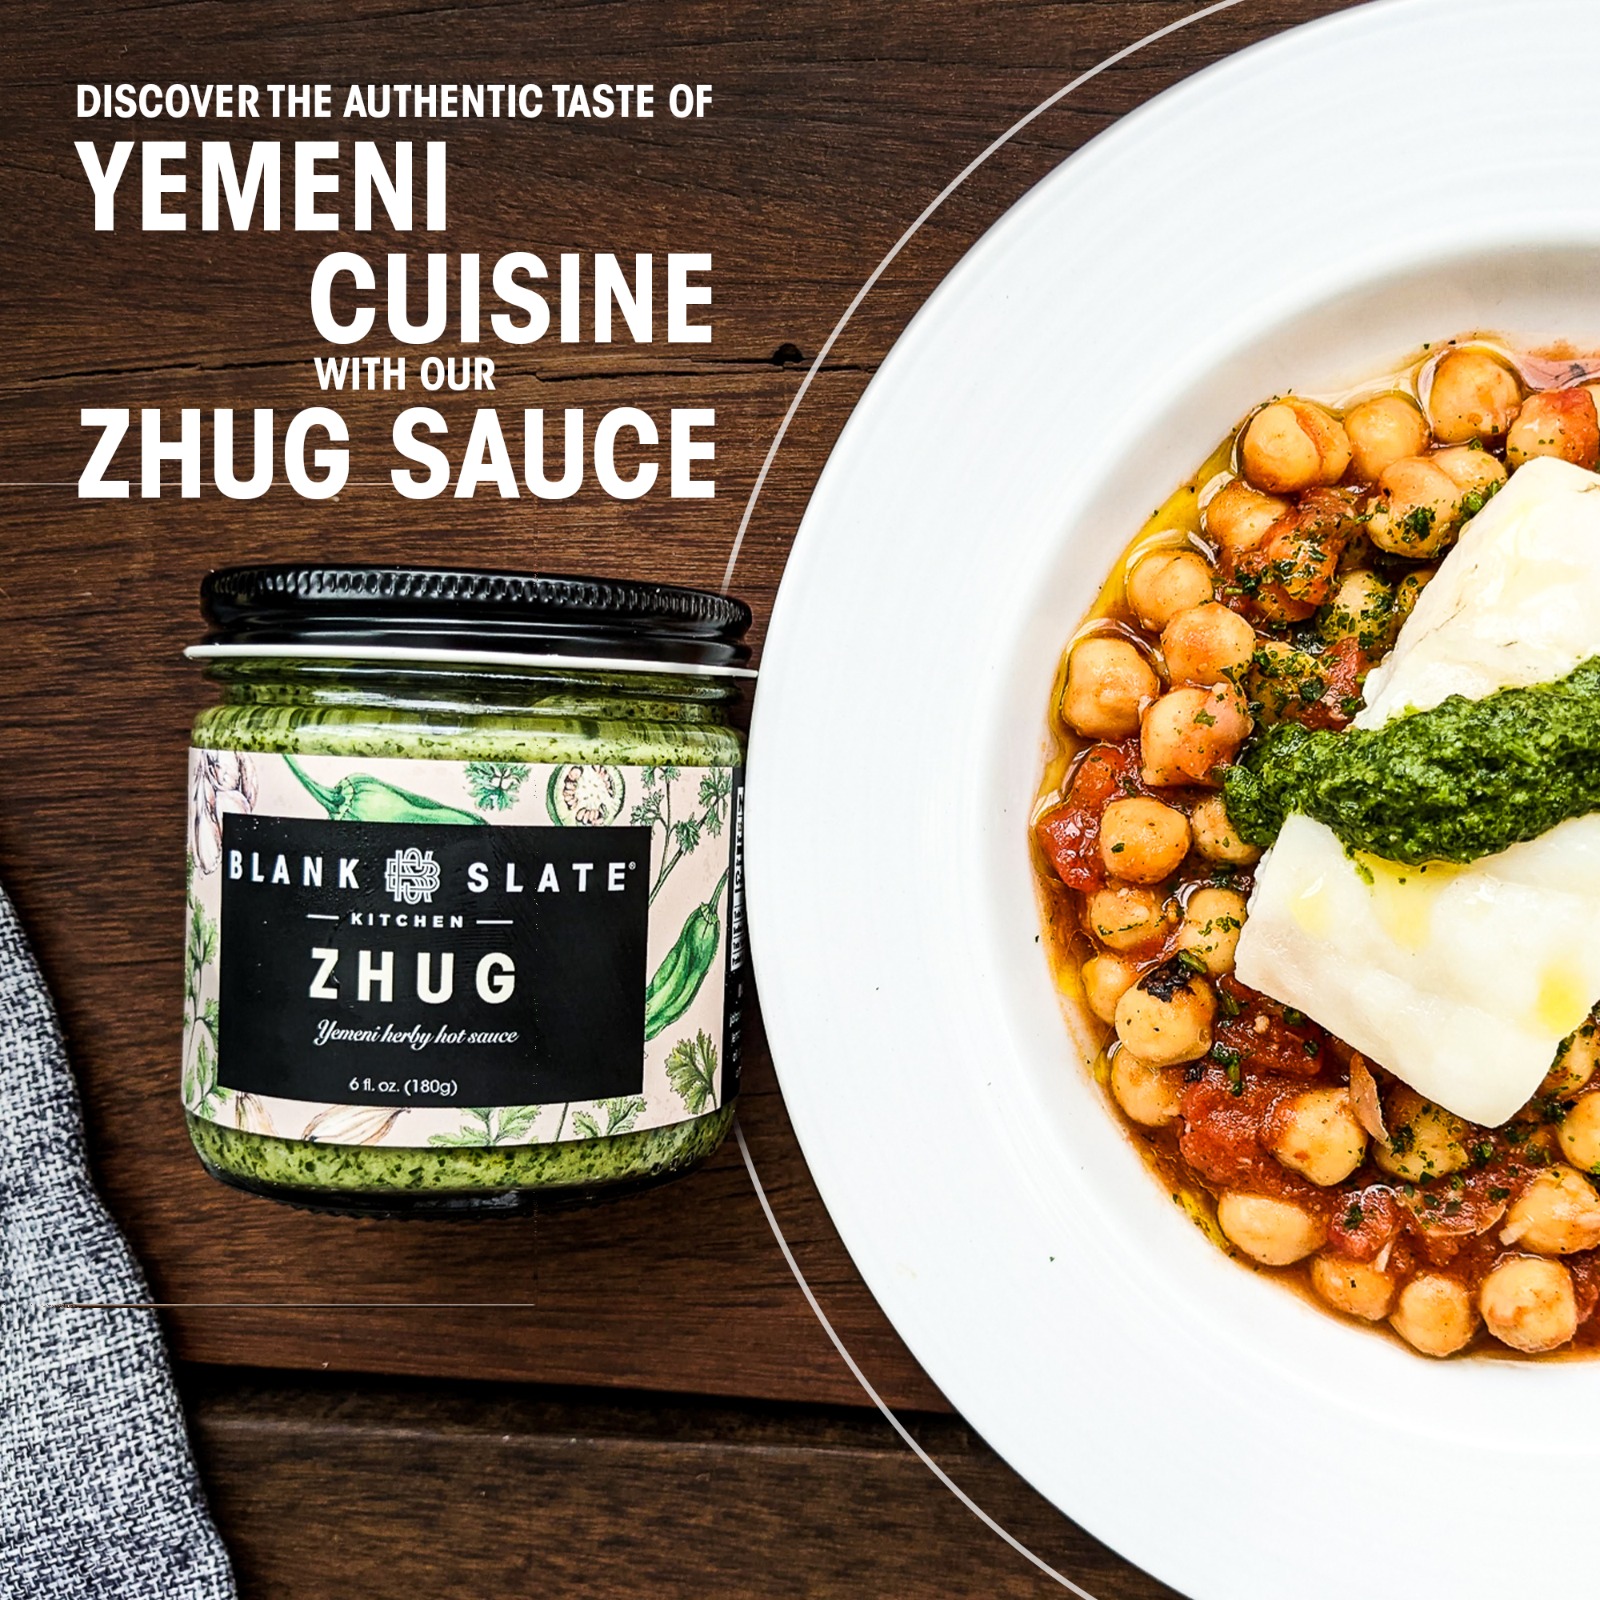 DISCOVER THE AUTHENTIC TASTE OF
YEMENI
CUISINE
WITH OUR
ZHUG SAUCE
BLANK SLATE®
KITCHEN
ZHUG
Yemeni herby hot sauce
6 fl. oz. (180g)